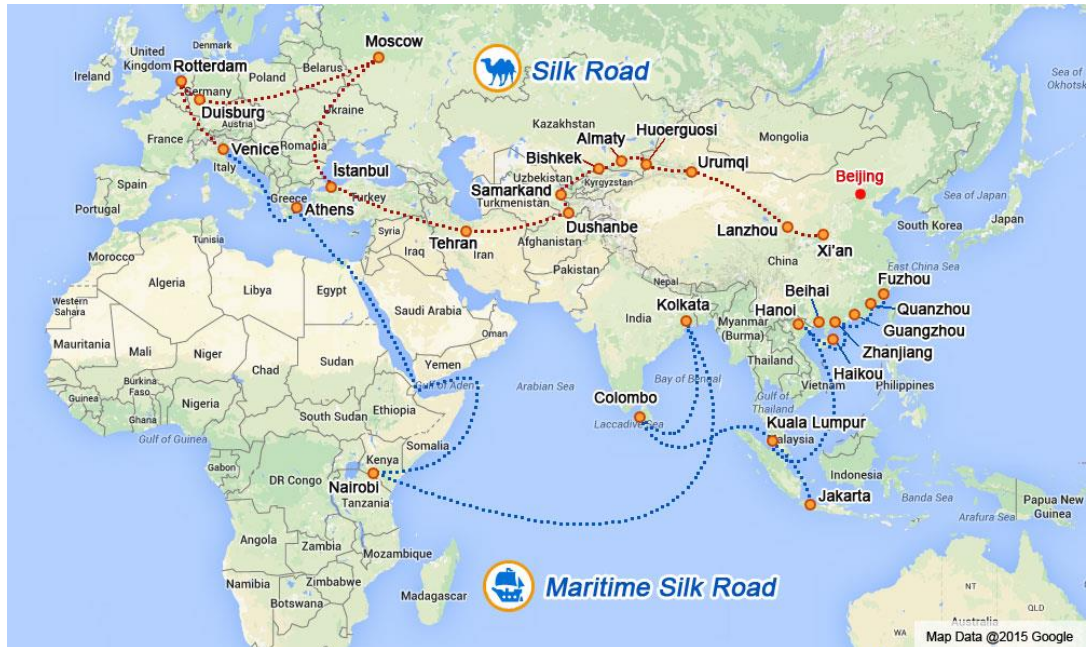 Moscow
Silk Road
United
Kingdom
Denmark
Ireland
Rotterdam
Poland
Belarus
Germany
Duisburg
Ukraine
Austria
France
Romania
Venice
Italy
Spain
Portugal
İstanbul
Greece
Turkey
Athens
Kazakhstan
Mongolia
Huoerguosi
Almaty
Bishkek
Urumqi
Uzbekistan
Kyrgyzstan
Samarkand
Turkmenistan
Dushanbe
Tehran
Iran
Afghanistan
Syria
Iraq
Pakistan
Beijing
Sea of
Okhotsk
Sea of Japan
Japan
South Korea
Lanzhou
Xi'an
China
East China Sea
Tunisia
Morocco
Algeria
Libya
Egypt
Western
Sahara
Saudi Arabia
Oman
Yemen
Gulf of Aden
Mauritania
Mali
Niger
Chad
Sudan
Burkina
Faso
Guinea
Ghana
Nigeria
South Sudan
Ethiopia
Somalia
Gulf of Guinea
Gabon
DR Congo
Kenya
Nairobi
Tanzania
Angola
Zambia
Mozambique
Namibia
Zimbabwe
Botswana
Madagascar
Nepal
India
Kolkata
Myanmar
(Burma)
Thailand
Hanoi
Beihai
Fuzhou
Quanzhou
Guangzhou
Zhanjiang
Haikou
Vietnam
Philippines
Gulf of
Thailand
Arabian Sea
Bay of Bengal
Colombo
Laccadive Sea
Kuala Lumpur
Malaysia
Indonesia
Jakarta
Banda Sea
Arafura Sea
Papua New
Guinea
Maritime Silk Road
NT
QLD
WA
Australia
Map Data @2015 Google